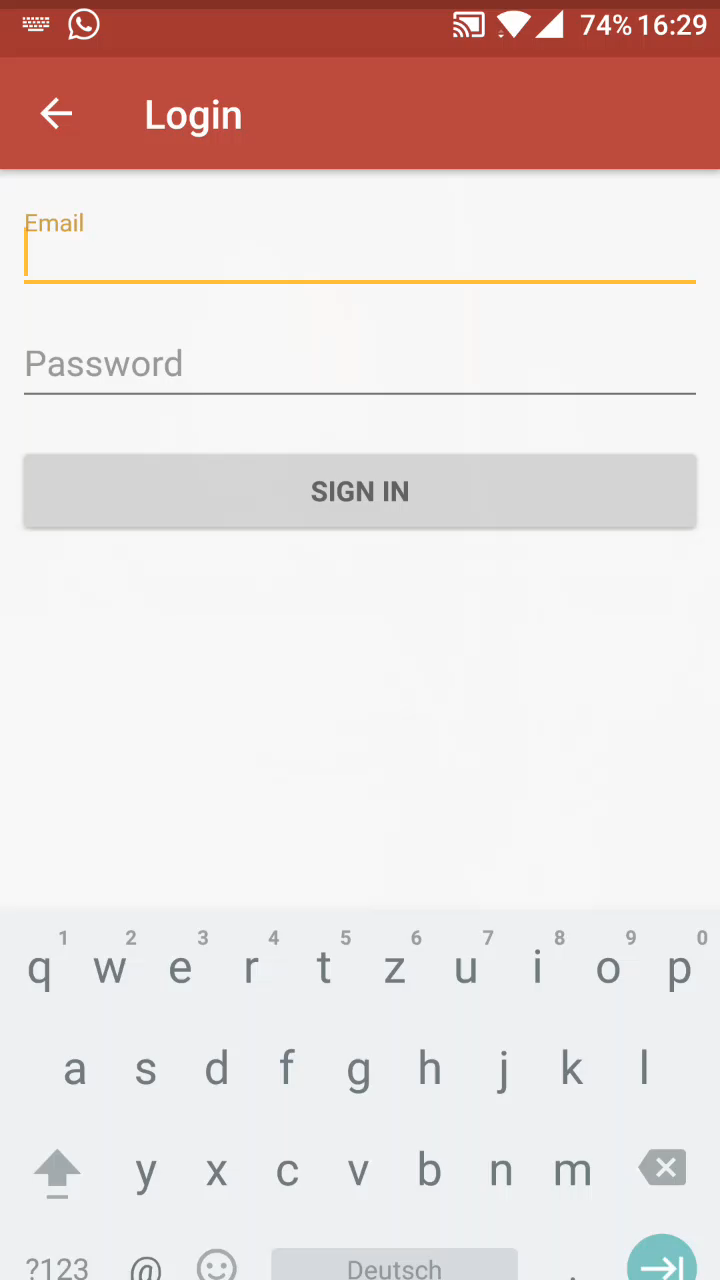 74% 16:29
Login
Email
Password
SIGN IN
1 2 3 4 5 6 7 8 9 0
q w e r t z u i o p
a s d f g h j k l
y x c v b n m
?123 @ Deutsch .